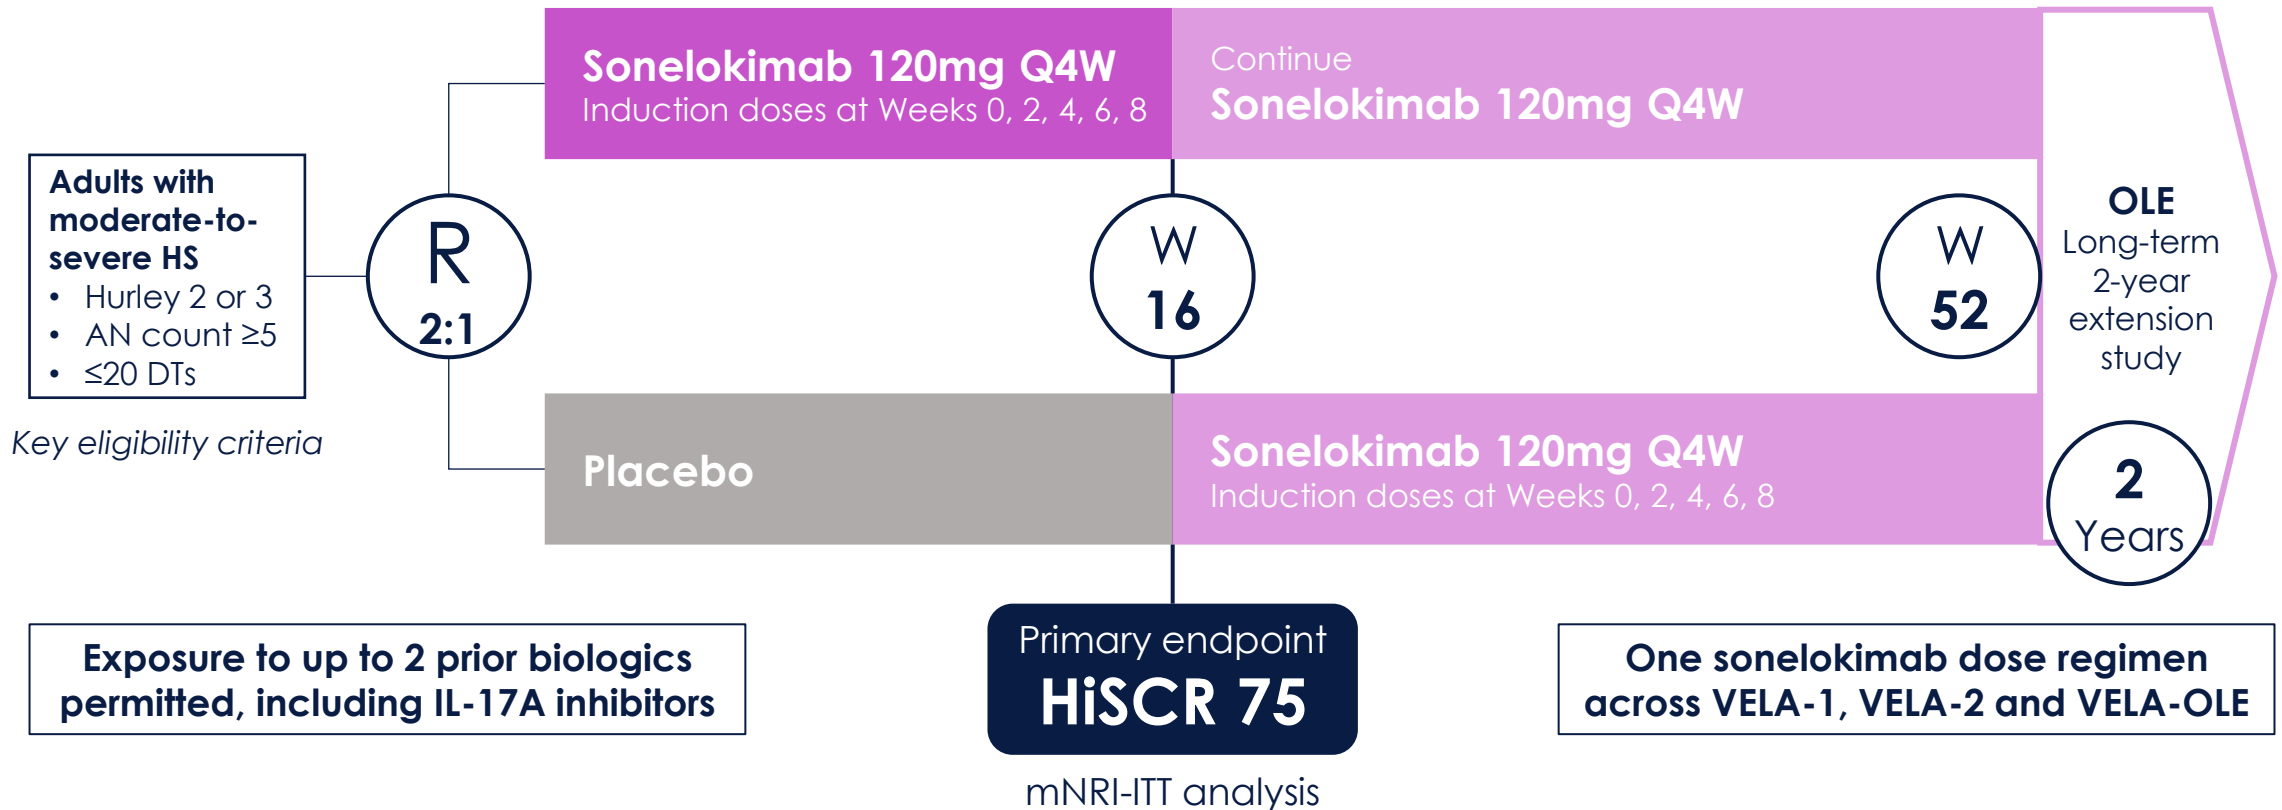 Adults with
moderate-to-
severe HS
• Hurley 2 or 3
• AN count ≥5
• ≤20 DTs
Key eligibility criteria
R
2:1
Sonelokimab 120mg Q4W
Induction doses at Weeks 0, 2, 4, 6, 8
Continue
Sonelokimab 120mg Q4W
Placebo
Sonelokimab 120mg Q4W
Induction doses at Weeks 0, 2, 4, 6, 8
W
16
W
52
OLE
Long-term
2-year
extension
study
2
Years
Exposure to up to 2 prior biologics
permitted, including IL-17A inhibitors
Primary endpoint
HiSCR 75
mNRI-ITT analysis
One sonelokimab dose regimen
across VELA-1, VELA-2 and VELA-OLE